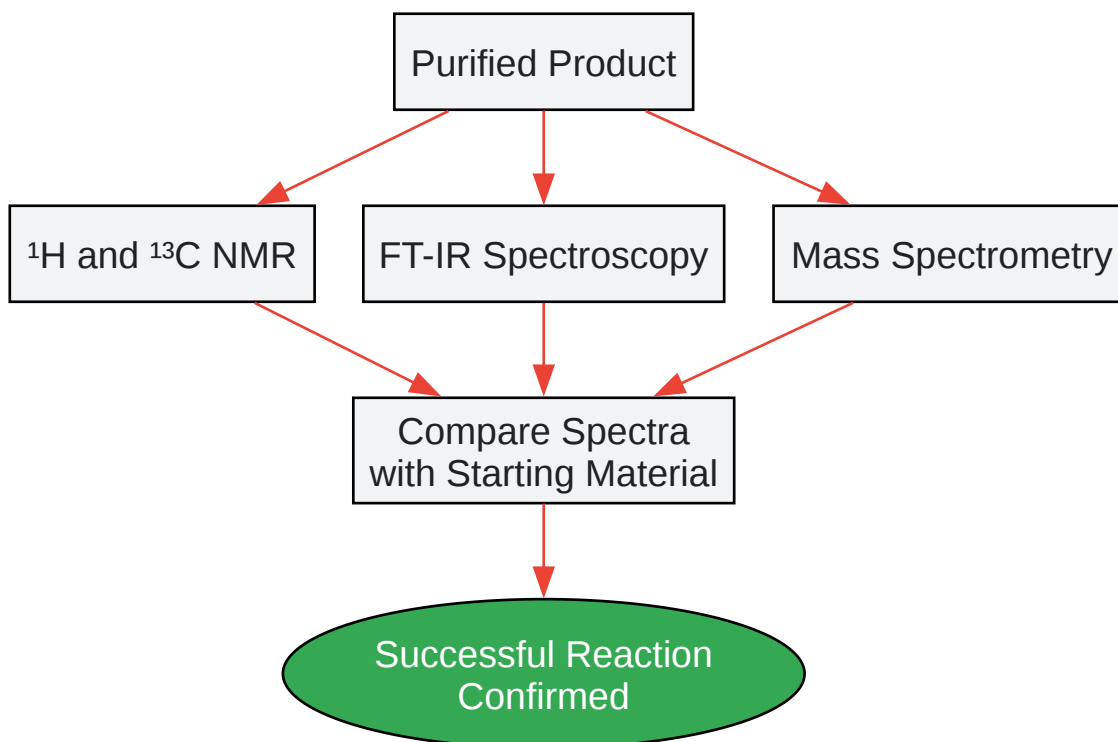 Purified Product
¹H and ¹³C NMR
FT-IR Spectroscopy
Mass Spectrometry
Compare Spectra
with Starting Material
Successful Reaction
Confirmed